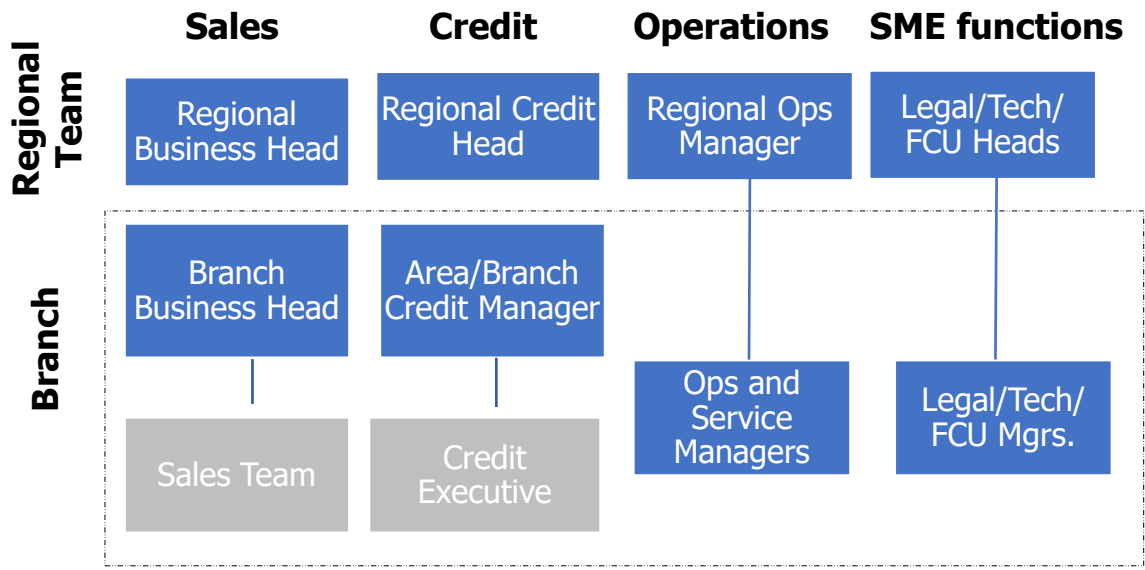 Sales
Credit
Operations
SME functions
Regional
Team
Regional
Business Head
Regional Credit
Head
Regional Ops
Manager
Legal/Tech/
FCU Heads
Branch
Branch
Business Head
Area/Branch
Credit Manager
Ops and
Service
Managers
Legal/Tech/
FCU Mgrs.
Sales Team
Credit
Executive